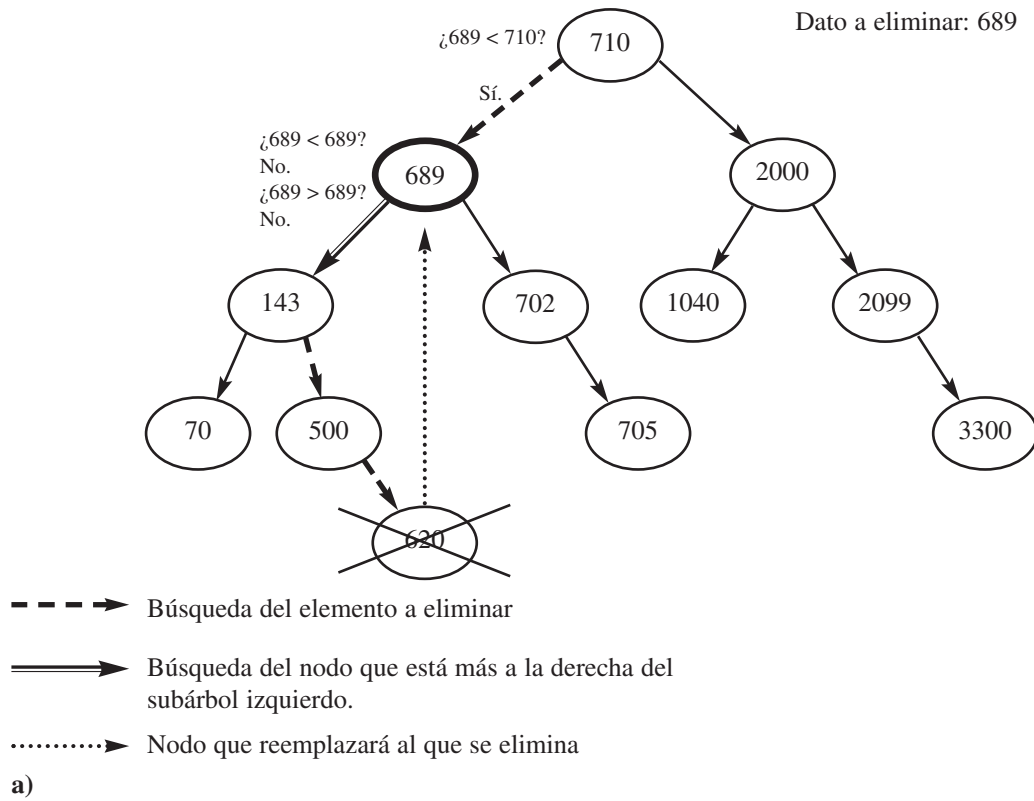 Dato a eliminar: 689
¿689 < 710?
710
Sí.
¿689 < 689?
No.
¿689 > 689?
No.
689
2000
143
702
1040
2099
70
500
705
3300
620
Búsqueda del elemento a eliminar
Búsqueda del nodo que está más a la derecha del
subárbol izquierdo.
Nodo que reemplazará al que se elimina
a)